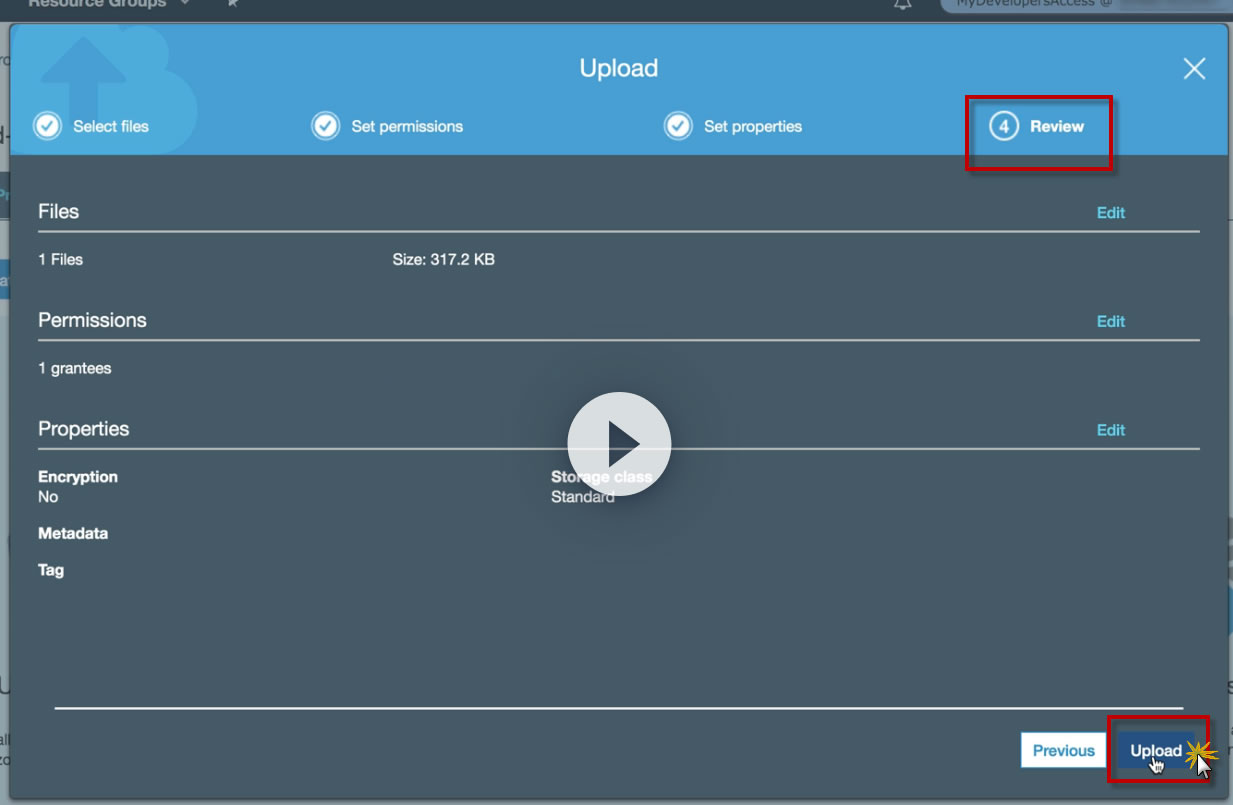 Resource Groups
MyDevelopersAccess @
Upload
Select files
Set permissions
Set properties
4 Review
Files Edit
1 Files Size: 317.2 KB
Permissions Edit
1 grantees
Properties Edit
Encryption Storage class
No Standard
Metadata
Tag
Previous Upload